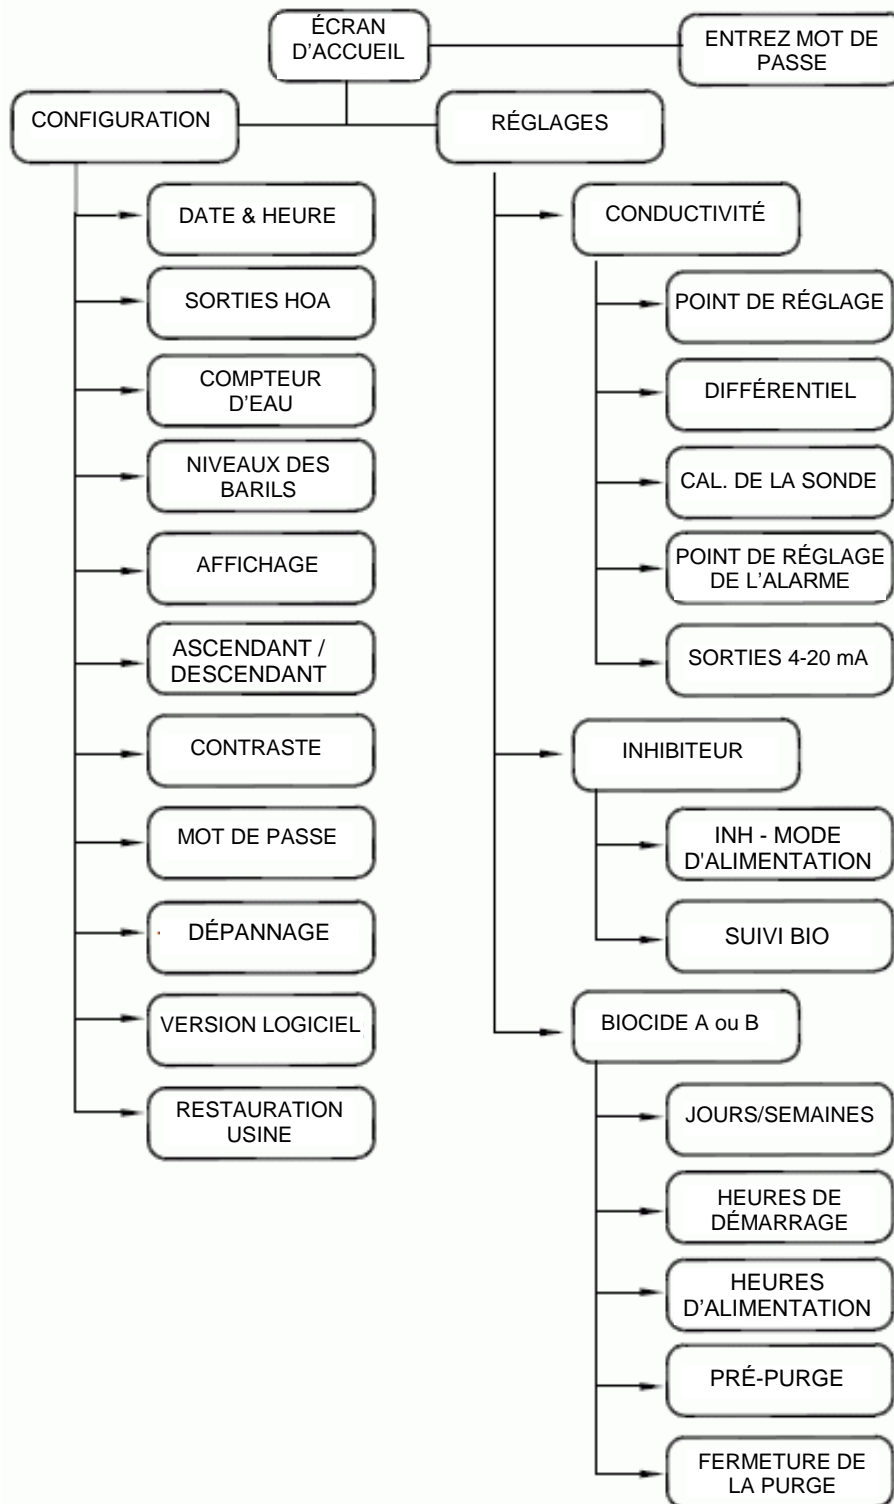 ÉCRAN
D'ACCUEIL
ENTREZ MOT DE
PASSE
CONFIGURATION
RÉGLAGES
DATE & HEURE
SORTIES HOA
COMPTEUR
D'EAU
NIVEAUX DES
BARILS
AFFICHAGE
ASCENDANT /
DESCENDANT
CONTRASTE
MOT DE PASSE
DÉPANNAGE
VERSION LOGICIEL
RESTAURATION
USINE
CONDUCTIVITÉ
POINT DE RÉGLAGE
DIFFÉRENTIEL
CAL. DE LA SONDE
POINT DE RÉGLAGE
DE L'ALARME
SORTIES 4-20 mA
INHIBITEUR
INH - MODE
D'ALIMENTATION
SUIVI BIO
BIOCIDE A ou B
JOURS/SEMAINES
HEURES DE
DÉMARRAGE
HEURES
D'ALIMENTATION
PRÉ-PURGE
FERMETURE DE
LA PURGE